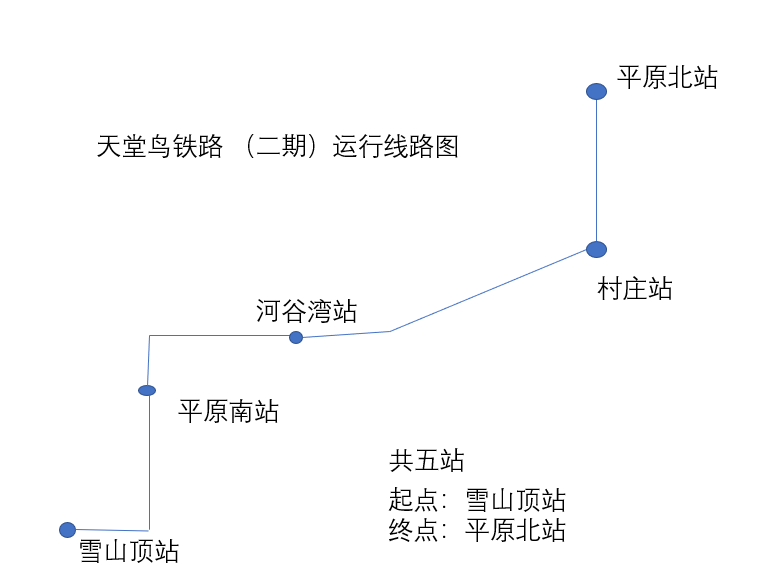 平原北站
天堂鸟铁路 （二期）运行线路图
村庄站
河谷湾站
平原南站
共五站
起点：雪山顶站
终点：平原北站
雪山顶站